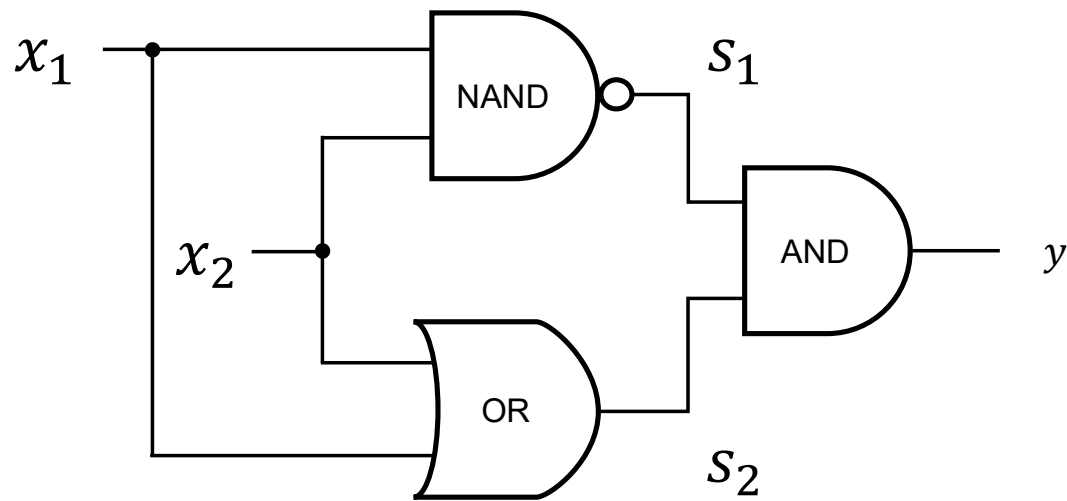 x₁
NAND
s₁
x₂
AND
y
OR
s₂